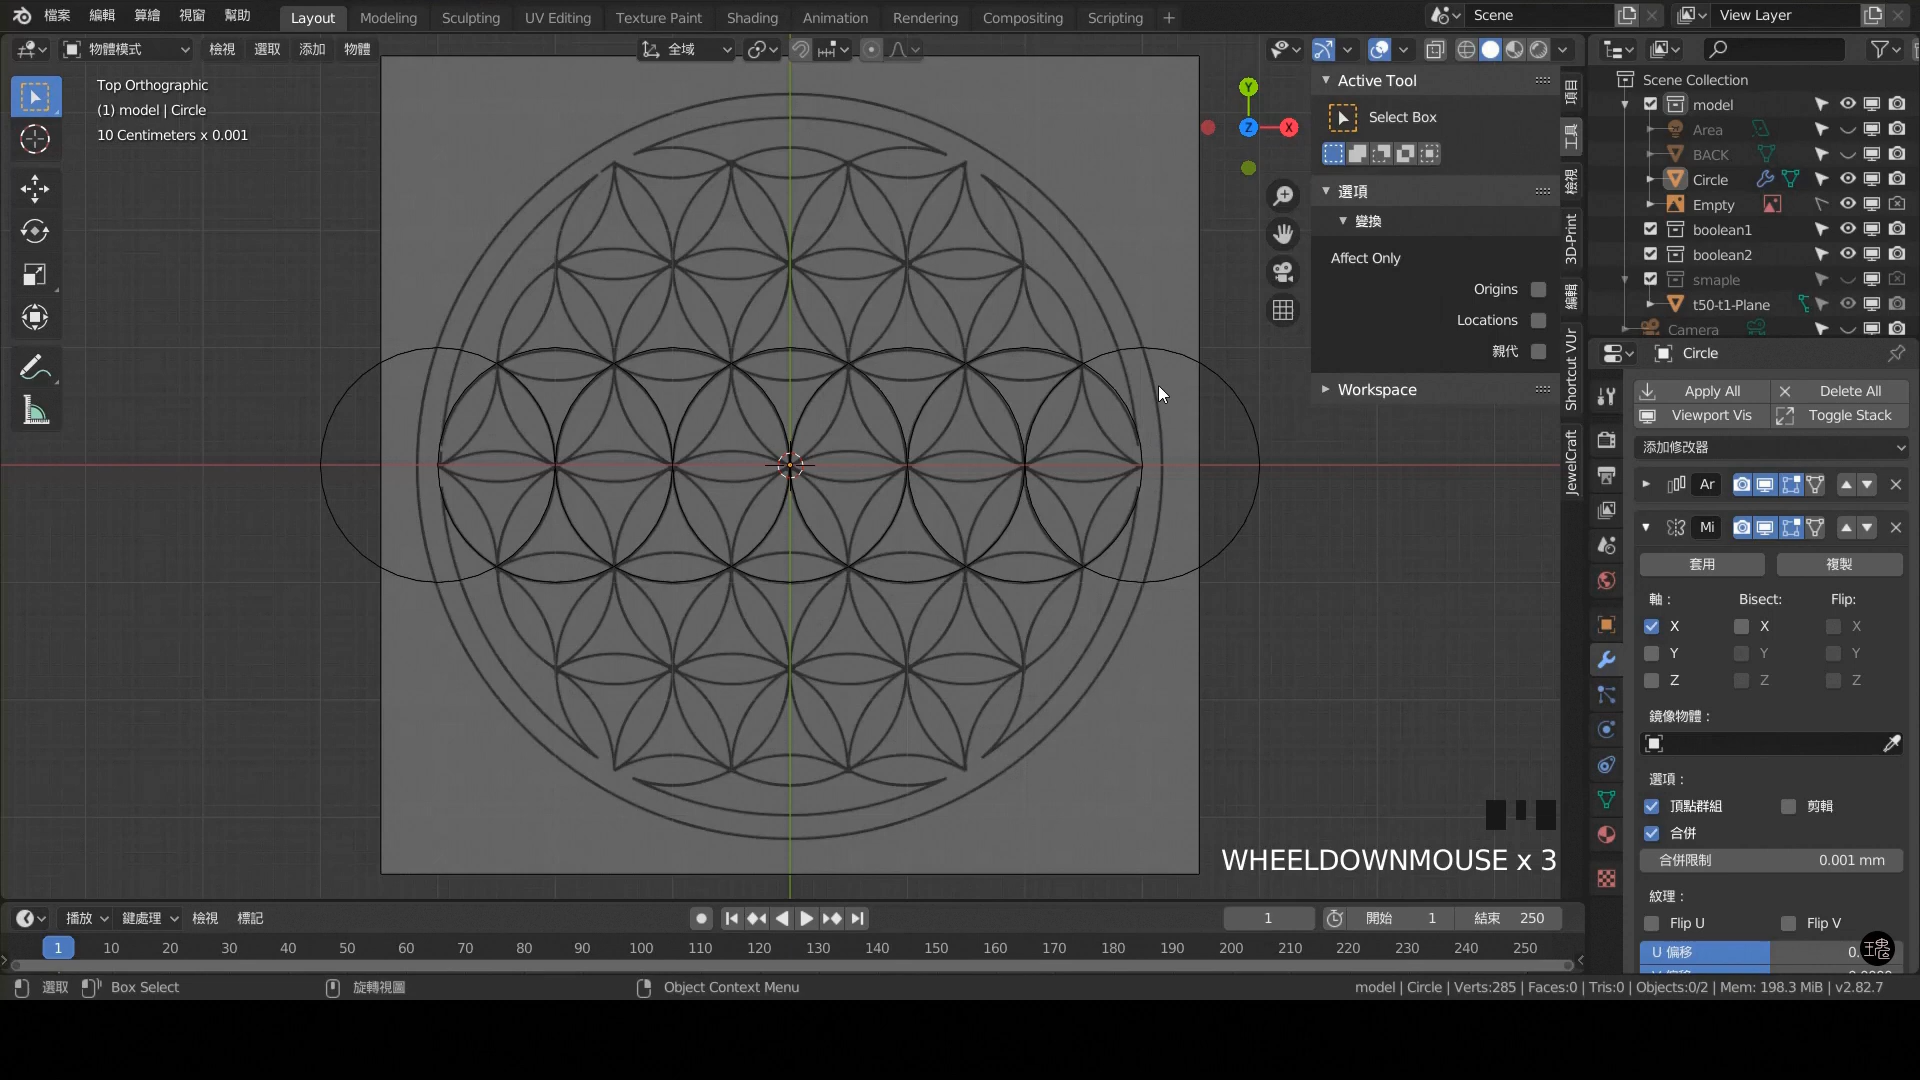 檔案 編輯 算繪 視窗 幫助 Layout Modeling Sculpting UV Editing Texture Paint Shading Animation Rendering Compositing Scripting + Scene View Layer
物體模式 檢視 選取 添加 物體 全域
Top Orthographic
(1) model | Circle
10 Centimeters x 0.001
Y
X
Z
Active Tool
Select Box
選項
變換
Affect Only
Origins
Locations
親代
Workspace
項目
工具
檢視
3D-Print
編輯
Shortcut VUr
JewelCraft
Scene Collection
model
Area
BACK
Circle
Empty
boolean1
boolean2
smaple
t50-t1-Plane
Camera
Circle
Apply All Delete All
Viewport Vis Toggle Stack
添加修改器
Ar
Mi
套用 複製
軸 : Bisect: Flip:
X X X
Y Y Y
Z Z Z
鏡像物體 :
選項 :
頂點群組 剪輯
合併
合併限制 0.001 mm
紋理 :
Flip U Flip V
U 偏移 0.
WHEELDOWNMOUSE x 3
播放 鍵處理 檢視 標記 1 開始 1 結束 250
1 10 20 30 40 50 60 70 80 90 100 110 120 130 140 150 160 170 180 190 200 210 220 230 240 250
選取 Box Select 旋轉視圖 Object Context Menu model | Circle | Verts:285 | Faces:0 | Tris:0 | Objects:0/2 | Mem: 198.3 MiB | v2.82.7